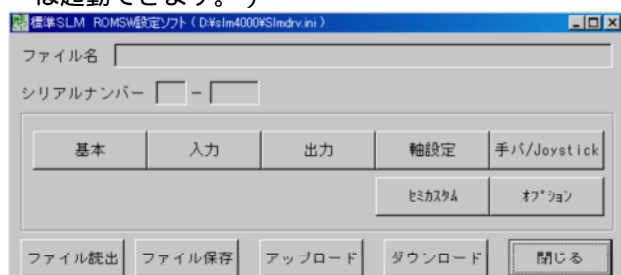 は起動できます。)
標準SLM ROMSW設定ソフト ( D:¥slm4000¥Slmdrv.ini )
ファイル名
シリアルナンバー －
基本 入力 出力 軸設定 手パ/Joystick
ｾﾐｶｽﾀﾑ ｵﾌﾟｼｮﾝ
ファイル読出 ファイル保存 アップロード ダウンロード 閉じる